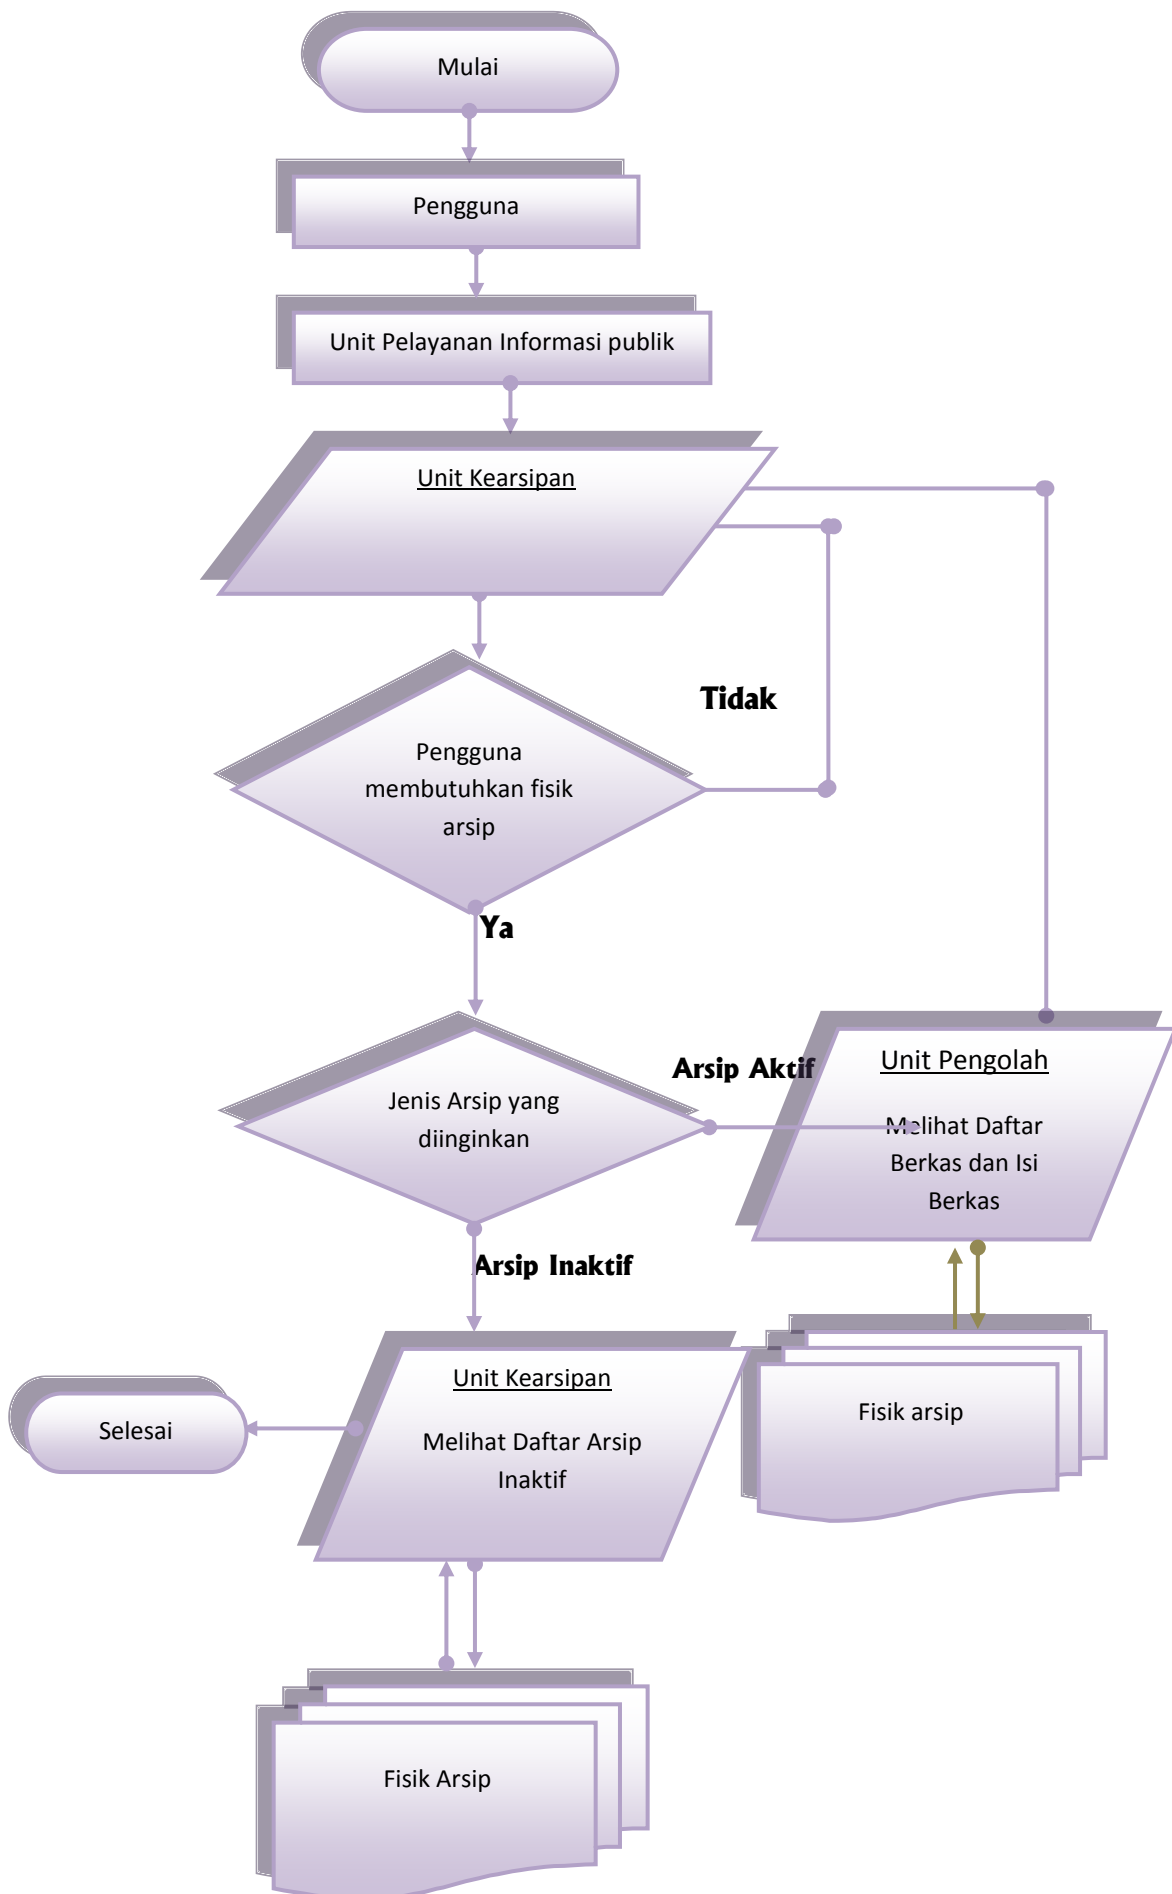 Mulai
Pengguna
Unit Pelayanan Informasi publik
Unit Kearsipan
Tidak
Pengguna
membutuhkan fisik
arsip
Ya
Jenis Arsip yang
diinginkan
Arsip Aktif
Unit Pengolah
Melihat Daftar
Berkas dan Isi
Berkas
Arsip Inaktif
Unit Kearsipan
Melihat Daftar Arsip
Inaktif
Selesai
Fisik arsip
Fisik Arsip